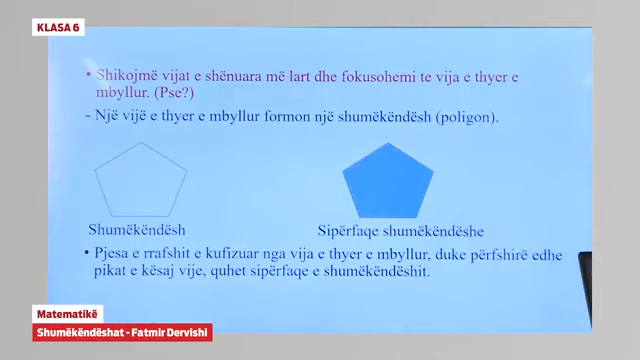 KLASA 6
• Shikojmë vijat e shënuara më lart dhe fokusohemi te vija e thyer e
mbyllur. (Pse?)
- Një vijë e thyer e mbyllur formon një shumëkëndësh (poligon).
Shumëkëndësh
Sipërfaqe shumëkëndëshe
• Pjesa e rrafshit e kufizuar nga vija e thyer e mbyllur, duke përfshirë edhe
pikat e kësaj vije, quhet sipërfaqe e shumëkëndëshit.
Matematikë
Shumëkëndëshat - Fatmir Dervishi